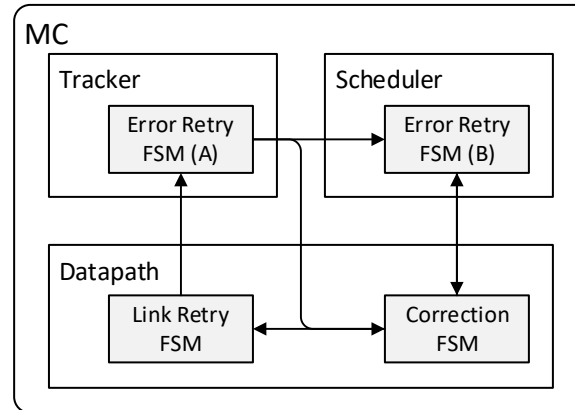 MC
Tracker
Scheduler
Error Retry
FSM (A)
Error Retry
FSM (B)
Datapath
Link Retry
FSM
Correction
FSM